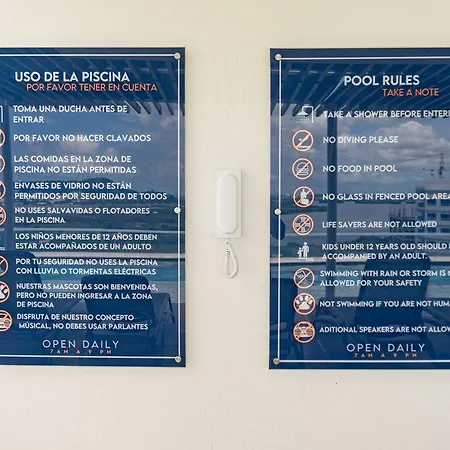 USO DE LA PISCINA
POR FAVOR TENER EN CUENTA
TOMA UNA DUCHA ANTES DE
ENTRAR
POR FAVOR NO HACER CLAVADOS
LAS COMIDAS EN LA ZONA DE
PISCINA NO ESTÁN PERMITIDAS
ENVASES DE VIDRIO NO ESTÁN
PERMITIDOS POR SEGURIDAD DE TODOS
NO USES SALVAVIDAS O FLOTADORES
EN LA PISCINA
LOS NIÑOS MENORES DE 12 AÑOS DEBEN
ESTAR ACOMPAÑADOS DE UN ADULTO
POR TU SEGURIDAD NO USES LA PISCINA
CON LLUVIA O TORMENTAS ELÉCTRICAS
NUESTRAS MASCOTAS SON BIENVENIDAS,
PERO NO PUEDEN INGRESAR A LA ZONA
DE PISCINA
DISFRUTA DE NUESTRO CONCEPTO
MUSICAL, NO DEBES USAR PARLANTES
OPEN DAILY
7 AM A 9 PM
POOL RULES
TAKE A NOTE
TAKE A SHOWER BEFORE ENTERI
NO DIVING PLEASE
NO FOOD IN POOL
NO GLASS IN FENCED POOL AREA
LIFE SAVERS ARE NOT ALLOWED
KIDS UNDER 12 YEARS OLD SHOULD
ACCOMPANIED BY AN ADULT.
SWIMMING WITH RAIN OR STORM IS N
ALLOWED FOR YOUR SAFETY
NOT SWIMMING IF YOU ARE NOT HUMA
ADITIONAL SPEAKERS ARE NOT ALLOW
OPEN DAILY
7 AM A 9 PM